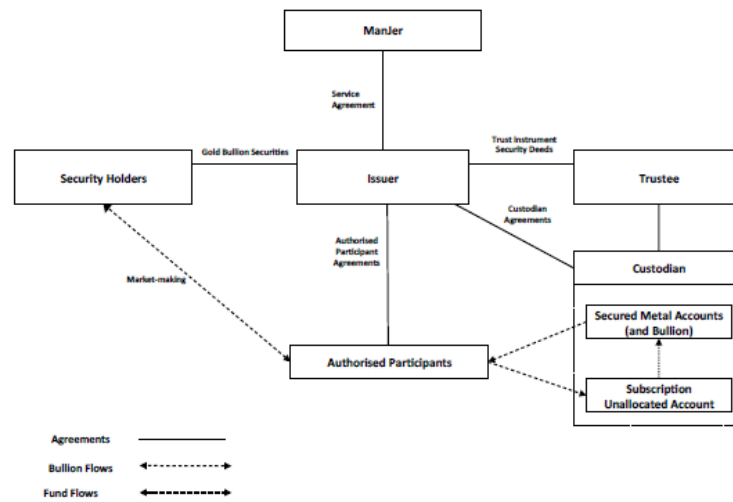 ManJer
Service
Agreement
Gold Bullion Securities
Trust Instrument
Security Deeds
Security Holders
Issuer
Trustee
Custodian
Agreements
Authorised
Participant
Agreements
Custodian
Market-making
Secured Metal Accounts
(and Bullion)
Authorised Participants
Subscription
Unallocated Account
Agreements
Bullion Flows
Fund Flows